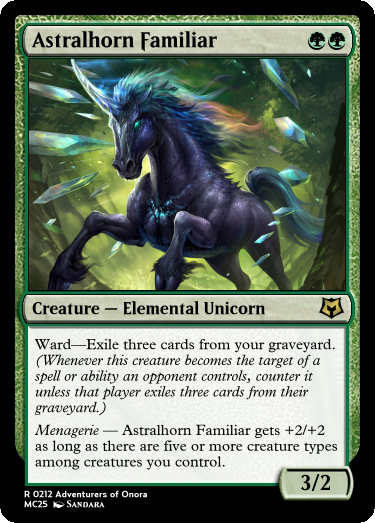 Astralhorn Familiar
Creature — Elemental Unicorn
Ward—Exile three cards from your graveyard.
(Whenever this creature becomes the target of a
spell or ability an opponent controls, counter it
unless that player exiles three cards from their
graveyard.)
Menagerie — Astralhorn Familiar gets +2/+2
as long as there are five or more creature types
among creatures you control.
3/2
R 0212 Adventurers of Onora
MC25 Sandara